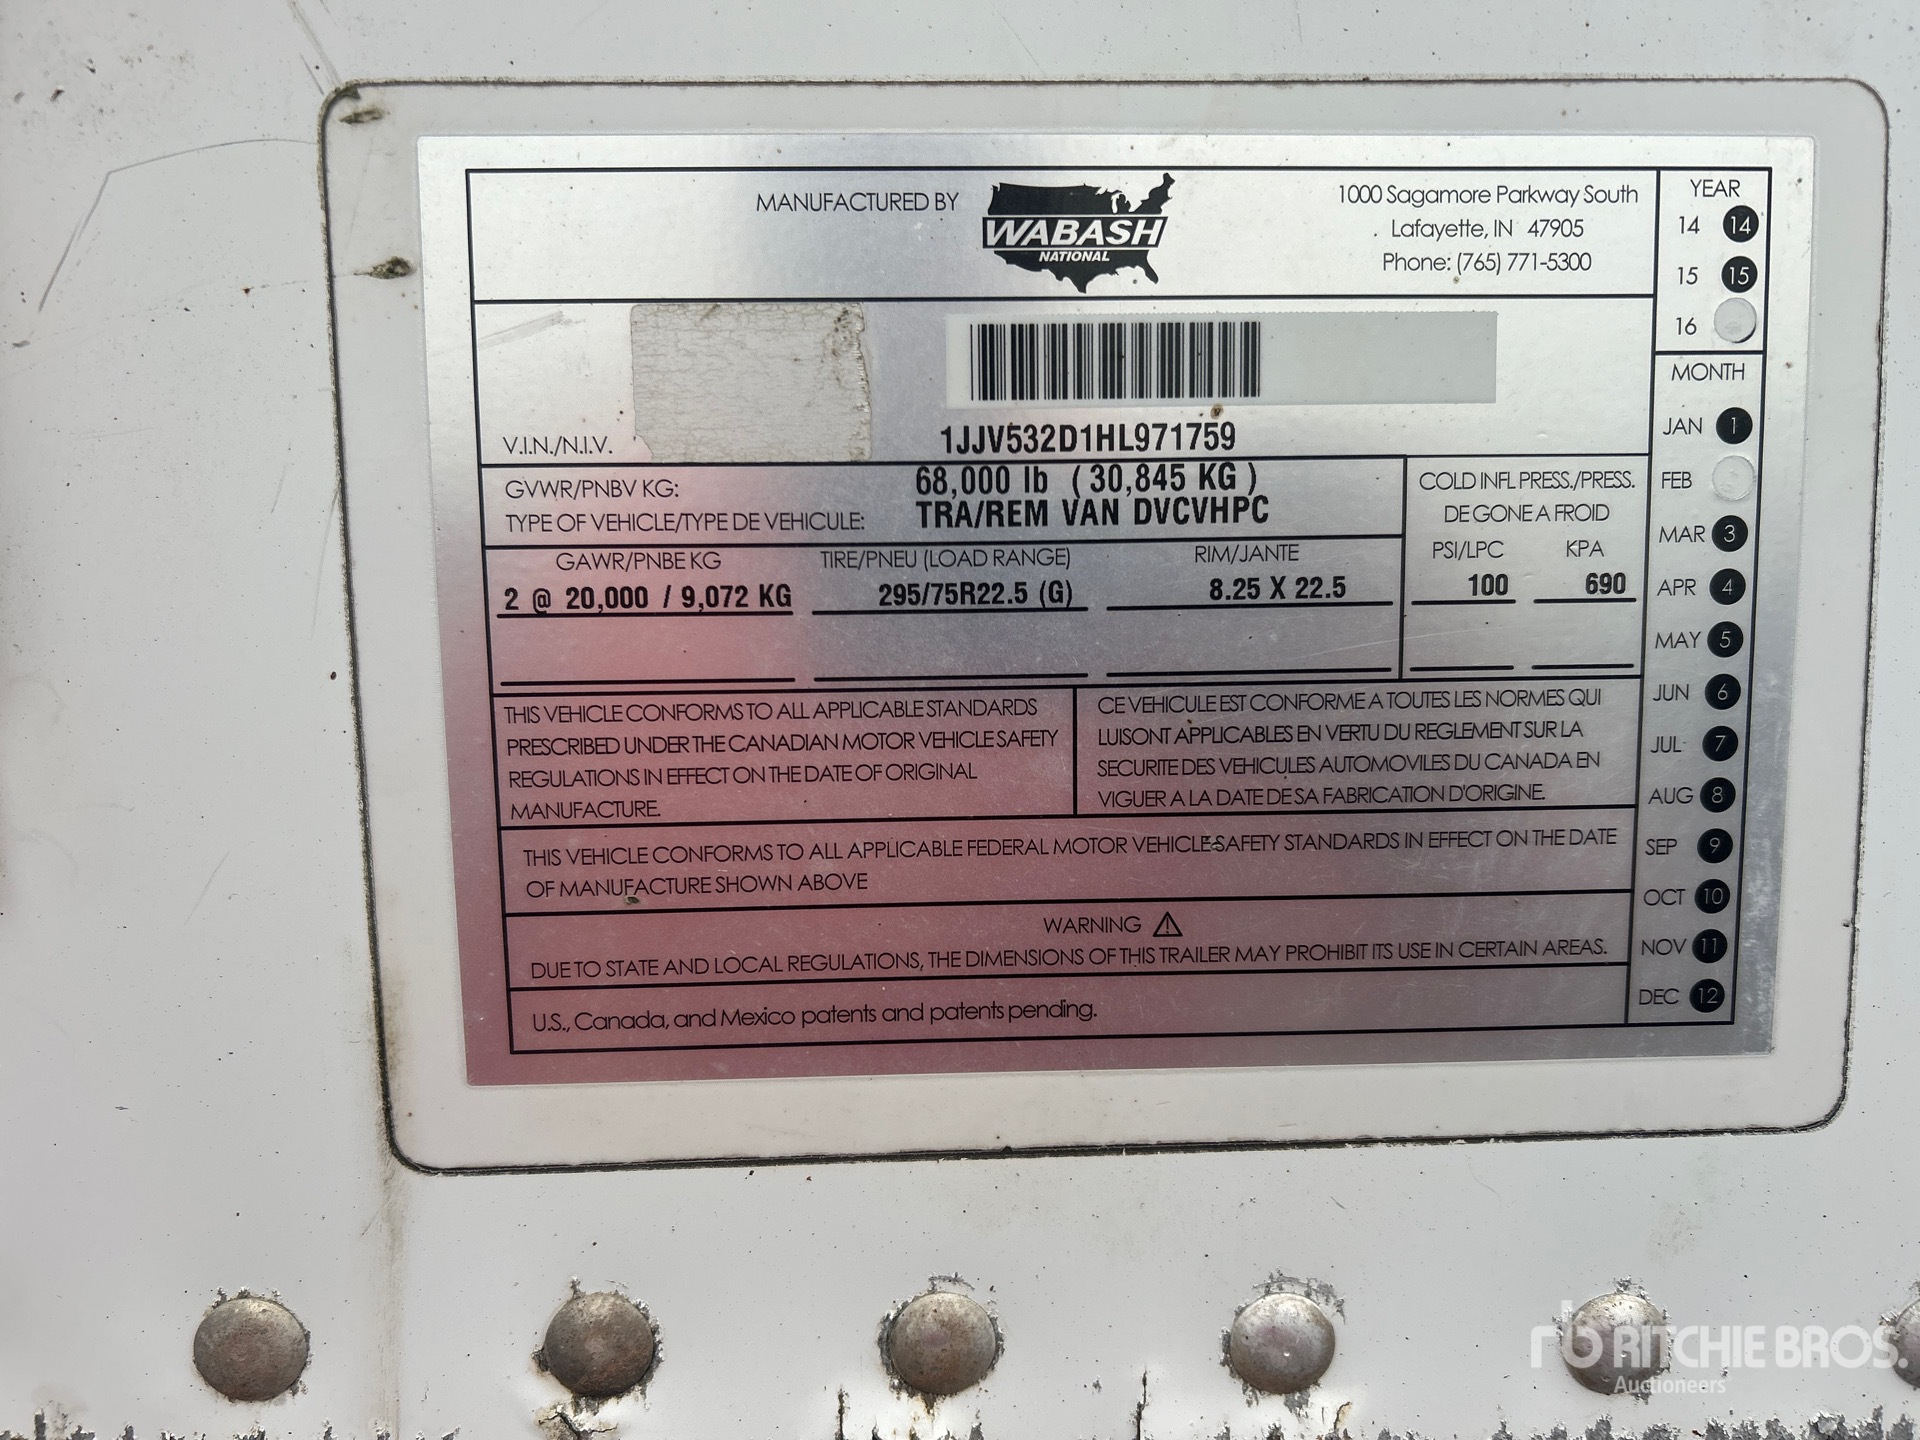 MANUFACTURED BY
WABASH
NATIONAL
1000 Sagamore Parkway South
Lafayette, IN 47905
Phone: (765) 771-5300
YEAR
14 14
15 15
16
MONTH
JAN 1
FEB
MAR 3
APR 4
MAY 5
JUN 6
JUL 7
AUG 8
SEP 9
OCT 10
NOV 11
DEC 12
V.I.N./N.I.V. 1JJV532D1HL971759
GVWR/PNBV KG: 68,000 lb ( 30,845 KG )
TYPE OF VEHICLE/TYPE DE VEHICULE: TRA/REM VAN DVCVHPC
COLD INFL PRESS./PRESS.
DE GONE A FROID
GAWR/PNBE KG TIRE/PNEU (LOAD RANGE) RIM/JANTE PSI/LPC KPA
2 @ 20,000 / 9,072 KG 295/75R22.5 (G) 8.25 X 22.5 100 690
THIS VEHICLE CONFORMS TO ALL APPLICABLE STANDARDS
PRESCRIBED UNDER THE CANADIAN MOTOR VEHICLE SAFETY
REGULATIONS IN EFFECT ON THE DATE OF ORIGINAL
MANUFACTURE.
CE VEHICULE EST CONFORME A TOUTES LES NORMES QUI
LUISONT APPLICABLES EN VERTU DU REGLEMENT SUR LA
SECURITE DES VEHICULES AUTOMOVILES DU CANADA EN
VIGUER A LA DATE DE SA FABRICATION D'ORIGINE.
THIS VEHICLE CONFORMS TO ALL APPLICABLE FEDERAL MOTOR VEHICLE SAFETY STANDARDS IN EFFECT ON THE DATE
OF MANUFACTURE SHOWN ABOVE
WARNING
DUE TO STATE AND LOCAL REGULATIONS, THE DIMENSIONS OF THIS TRAILER MAY PROHIBIT ITS USE IN CERTAIN AREAS.
U.S., Canada, and Mexico patents and patents pending.
rb RITCHIE BROS.
Auctioneers